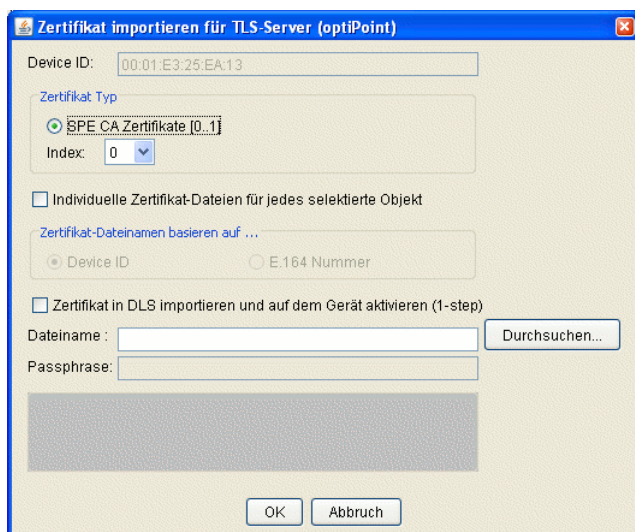 Zertifikat importieren für TLS-Server (optiPoint)
Device ID: 00:01:E3:25:EA:13
Zertifikat Typ
SPE CA Zertifikate [0..1]
Index: 0
Individuelle Zertifikat-Dateien für jedes selektierte Objekt
Zertifikat-Dateinamen basieren auf ...
Device ID E.164 Nummer
Zertifikat in DLS importieren und auf dem Gerät aktivieren (1-step)
Dateiname : Durchsuchen...
Passphrase:
OK Abbruch